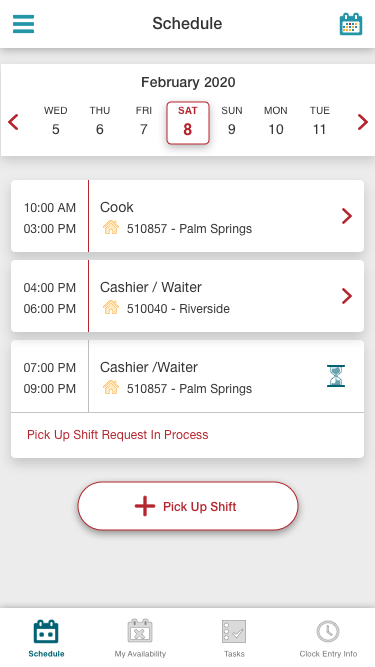 Schedule
February 2020
WED THU FRI SAT SUN MON TUE
5 6 7 8 9 10 11
10:00 AM Cook
03:00 PM 510857 - Palm Springs
04:00 PM Cashier / Waiter
06:00 PM 510040 - Riverside
07:00 PM Cashier /Waiter
09:00 PM 510857 - Palm Springs
Pick Up Shift Request In Process
Pick Up Shift
Schedule My Availability Tasks Clock Entry Info